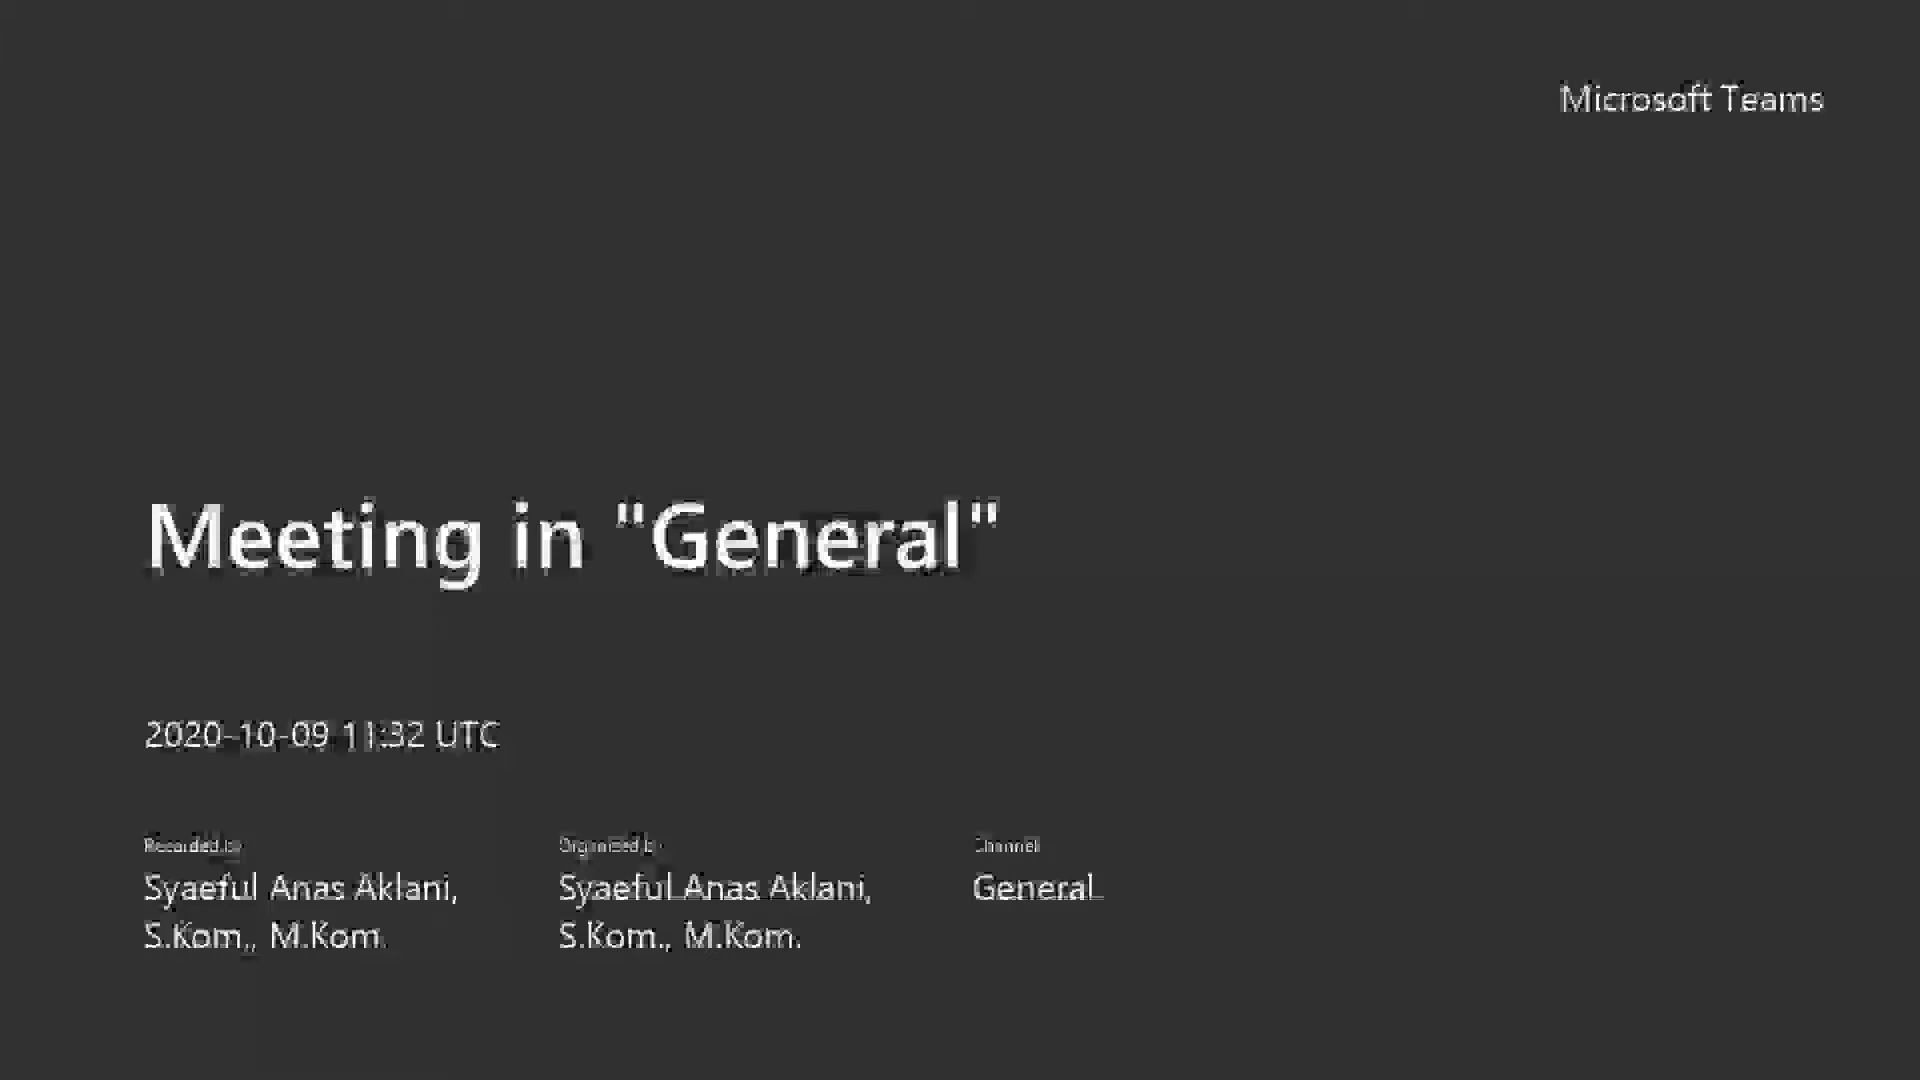 Microsoft Teams
Meeting in "General"
2020-10-09 11:32 UTC
Recorded by
Organized by
Channel
Syaeful Anas Aklani,
S.Kom., M.Kom.
Syaeful Anas Aklani,
S.Kom., M.Kom.
General